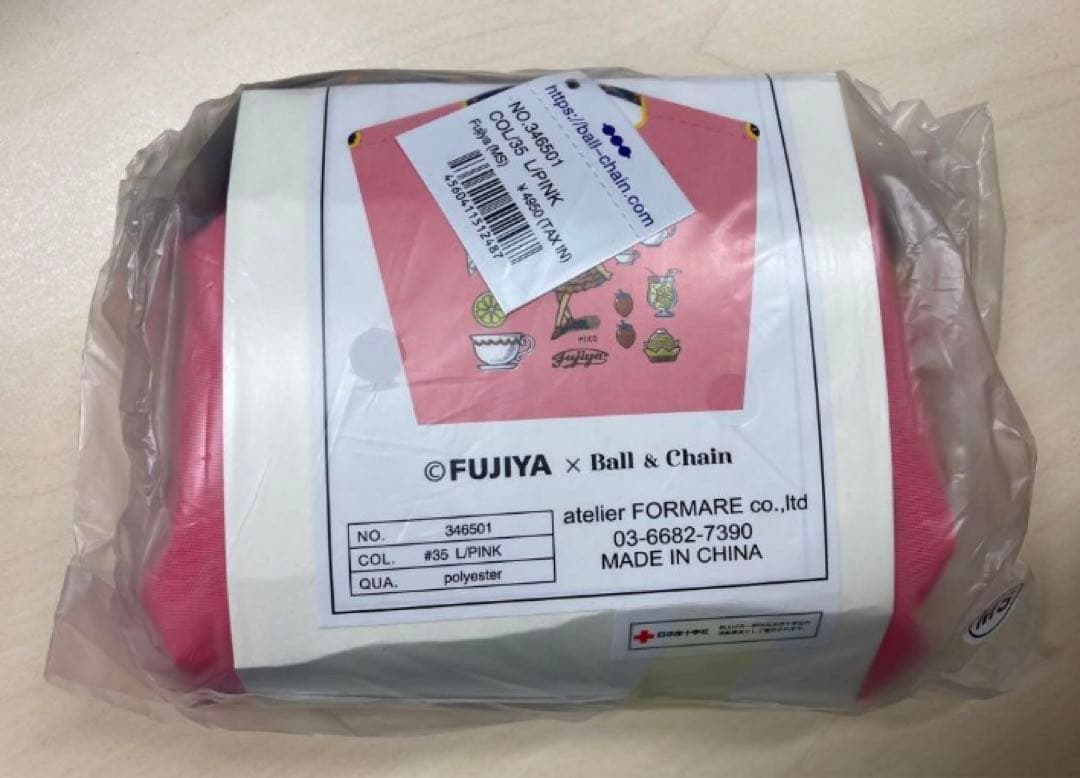 https://ball-chain.com
NO.346501
COL/35 L/PINK
Fujiya (MS) ¥ 4950 (TAX IN)
4560411512487
Fujiya
©FUJIYA × Ball & Chain
NO. 346501
COL. #35 L/PINK
QUA. polyester
atelier FORMARE co.,ltd
03-6682-7390
MADE IN CHINA
日本赤十字社
MS